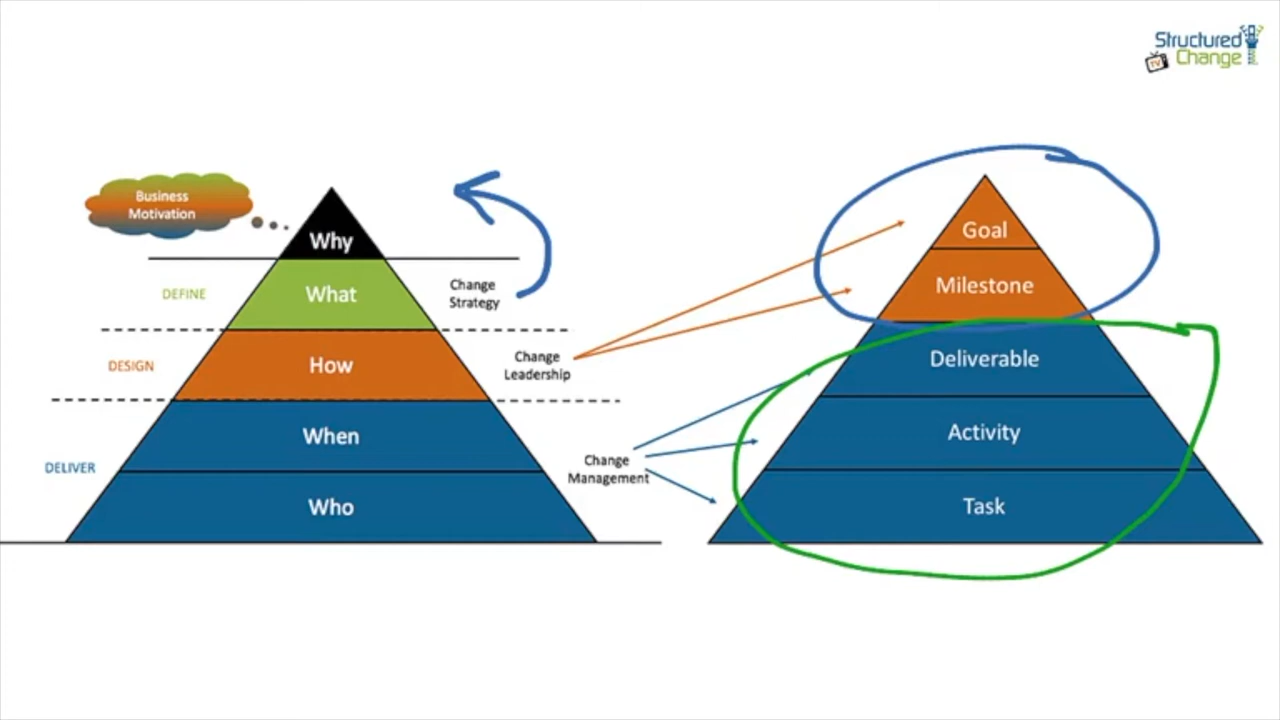 Structured
Change
TV
Business
Motivation
Why
DEFINE
What
Change
Strategy
DESIGN
How
Change
Leadership
When
DELIVER
Change
Management
Who
Goal
Milestone
Deliverable
Activity
Task